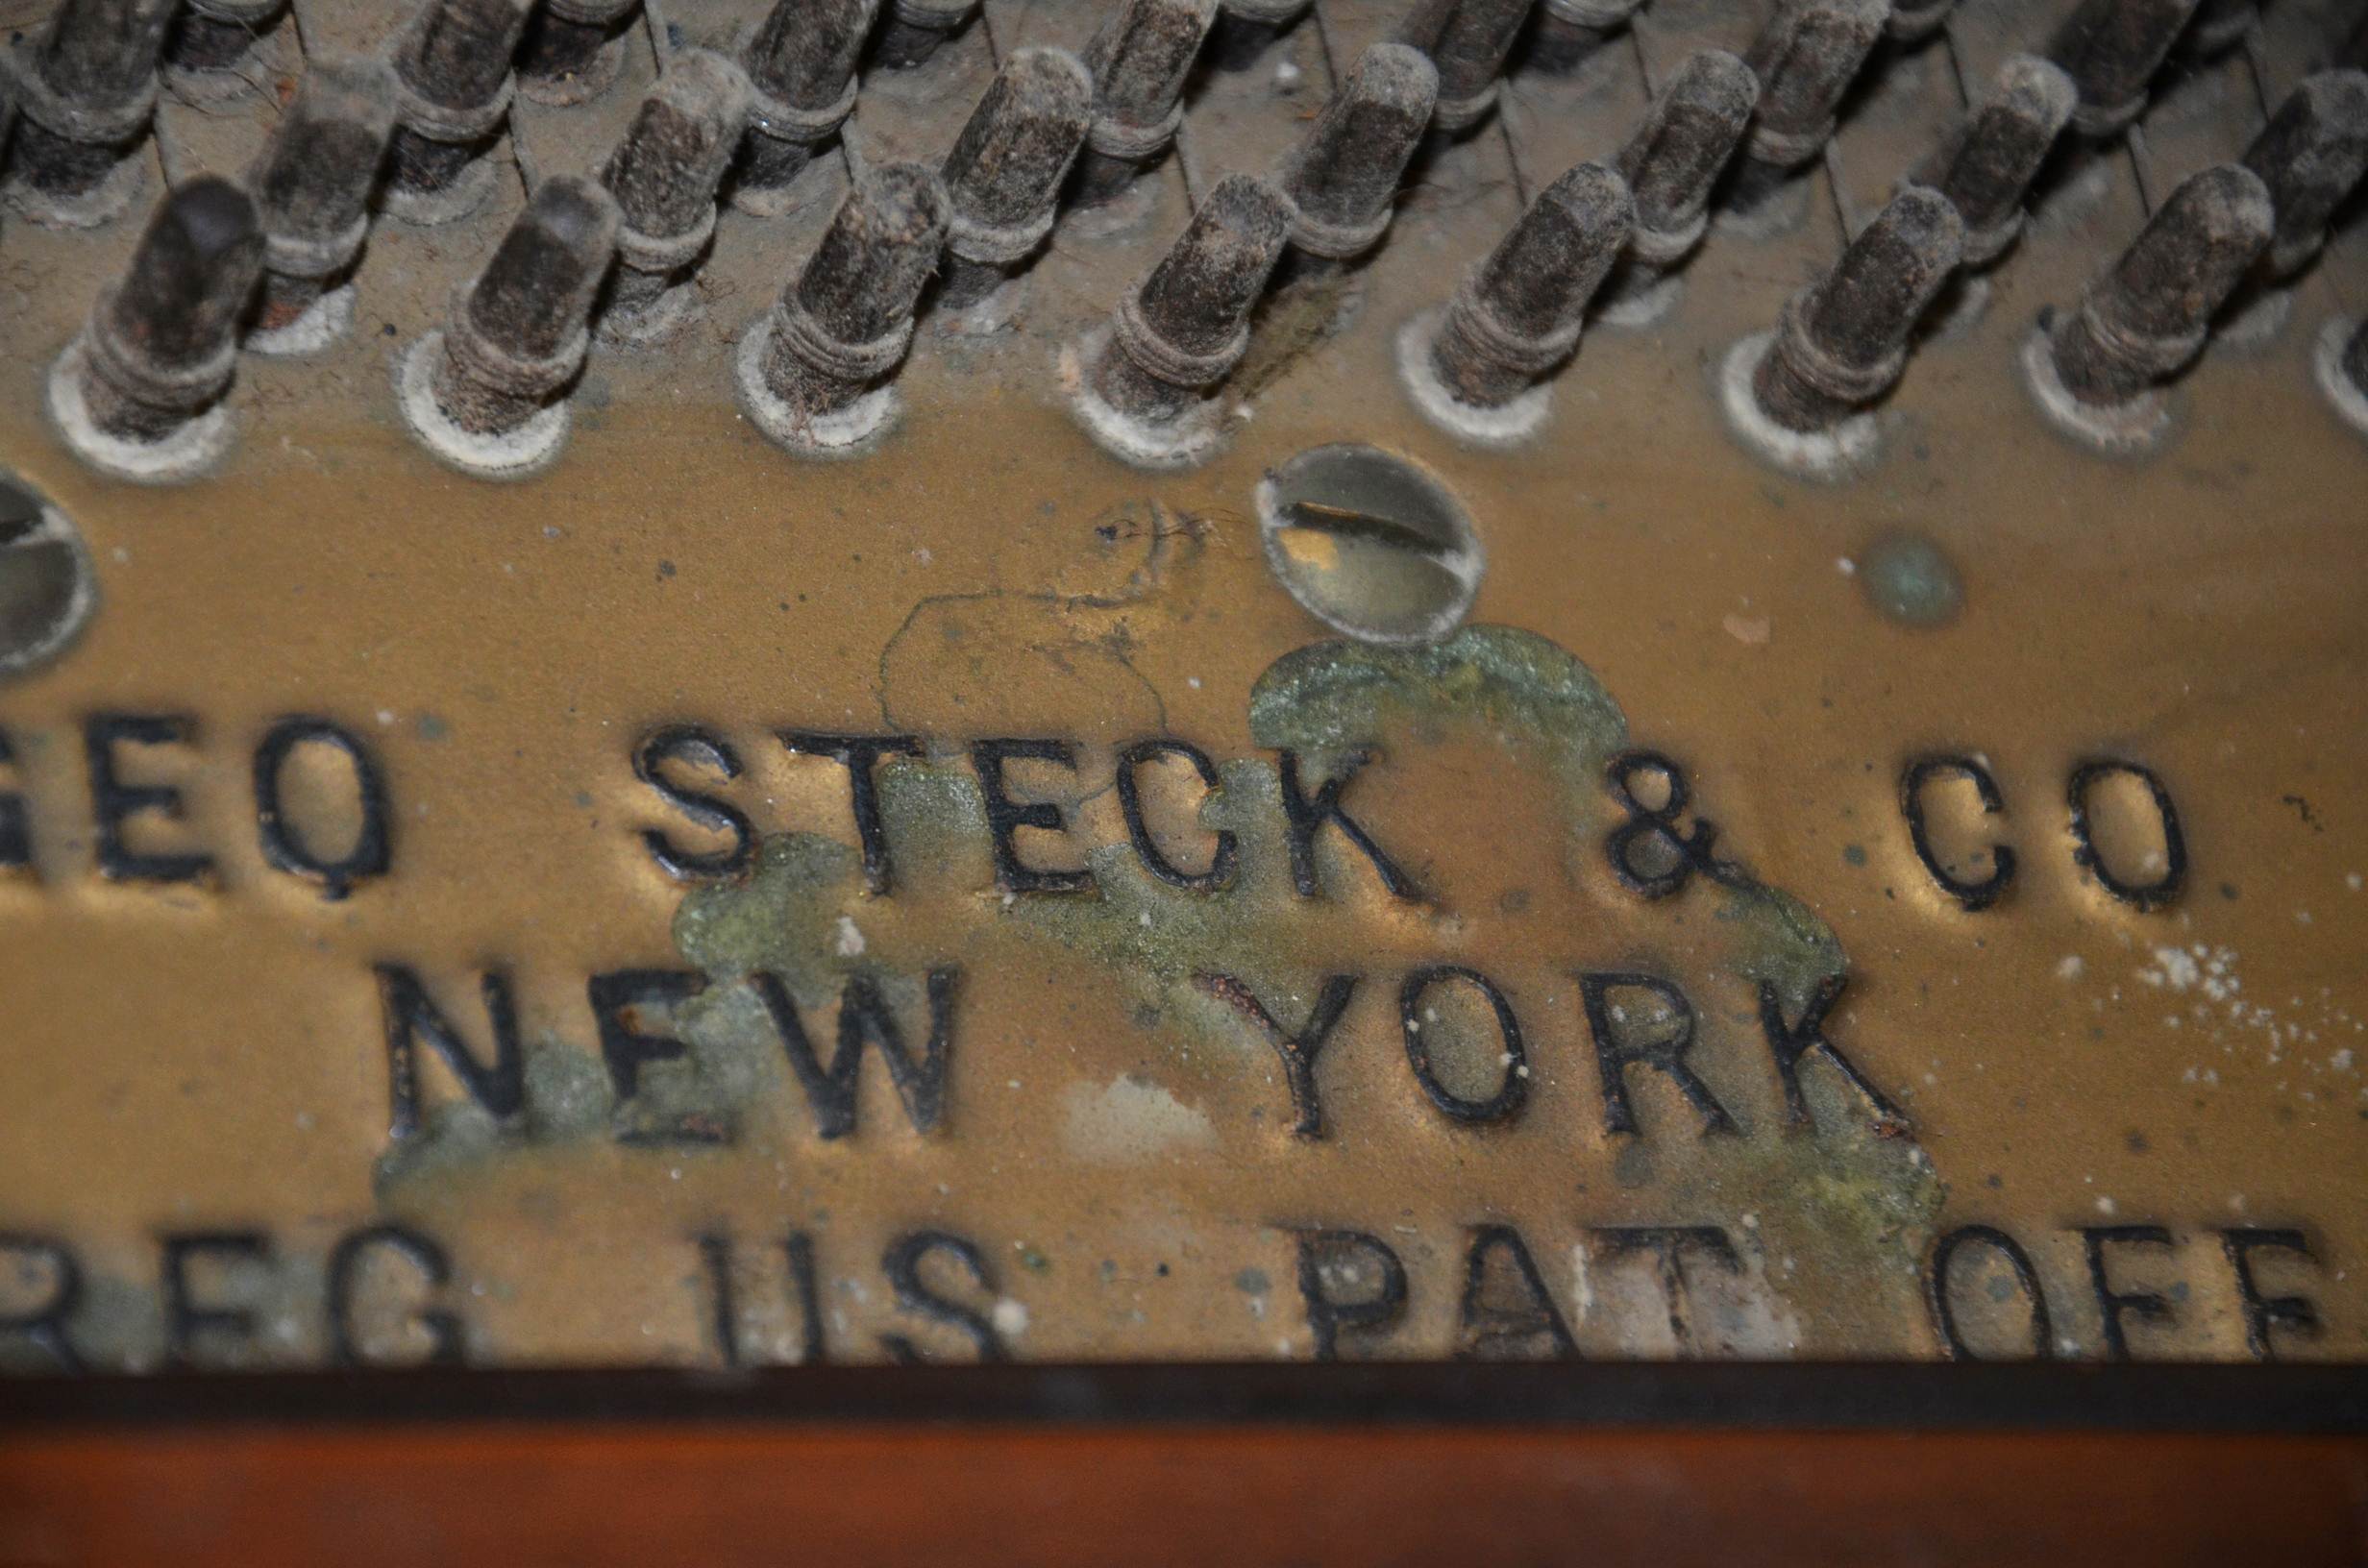 GEO STECK & CO
NEW YORK
REG US PAT OFF